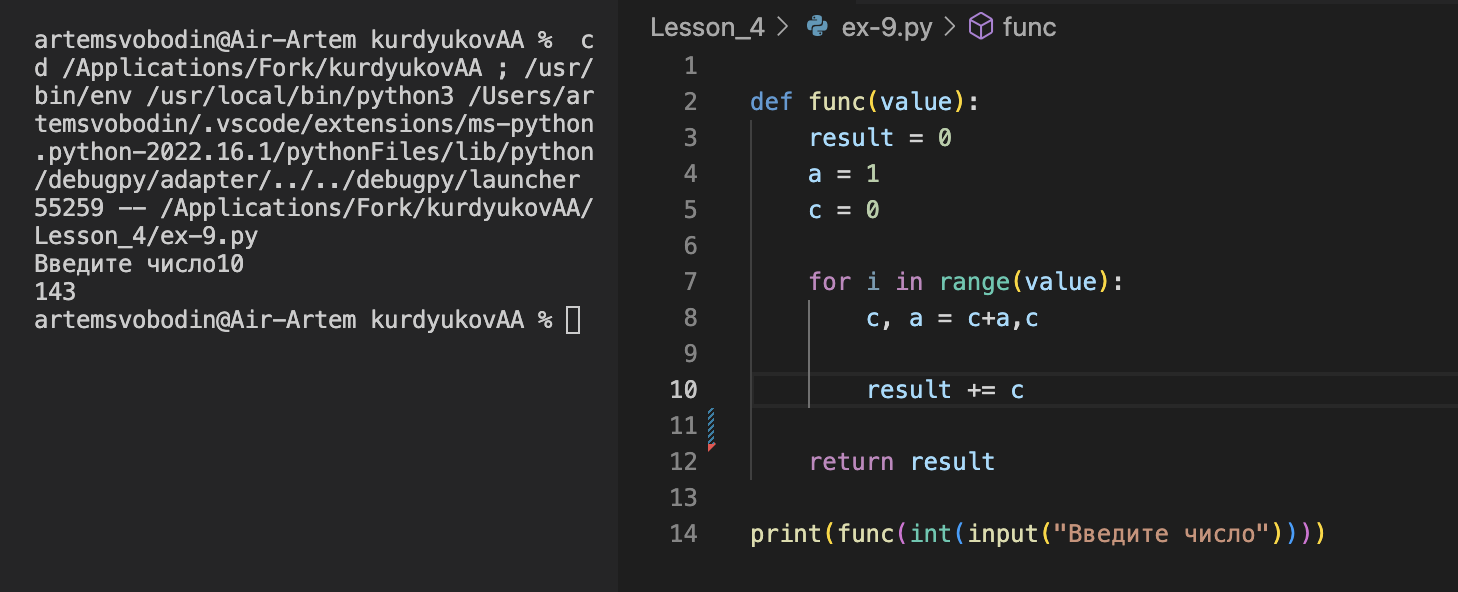 artemsvobodin@Air-Artem kurdyukovAA %  c
d /Applications/Fork/kurdyukovAA ; /usr/
bin/env /usr/local/bin/python3 /Users/ar
temsvobodin/.vscode/extensions/ms-python
.python-2022.16.1/pythonFiles/lib/python
/debugpy/adapter/../../debugpy/launcher
55259 -- /Applications/Fork/kurdyukovAA/
Lesson_4/ex-9.py
Введите число10
143
artemsvobodin@Air-Artem kurdyukovAA %
Lesson_4 > ex-9.py > func
1
2 def func(value):
3     result = 0
4     a = 1
5     c = 0
6
7     for i in range(value):
8         c, a = c+a,c
9
10         result += c
11
12     return result
13
14 print(func(int(input("Введите число"))))